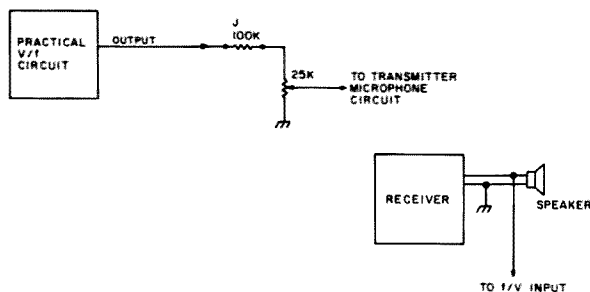 PRACTICAL
V/f
CIRCUIT
OUTPUT
J
100K
25K
TO TRANSMITTER
MICROPHONE
CIRCUIT
RECEIVER
SPEAKER
TO f/V INPUT